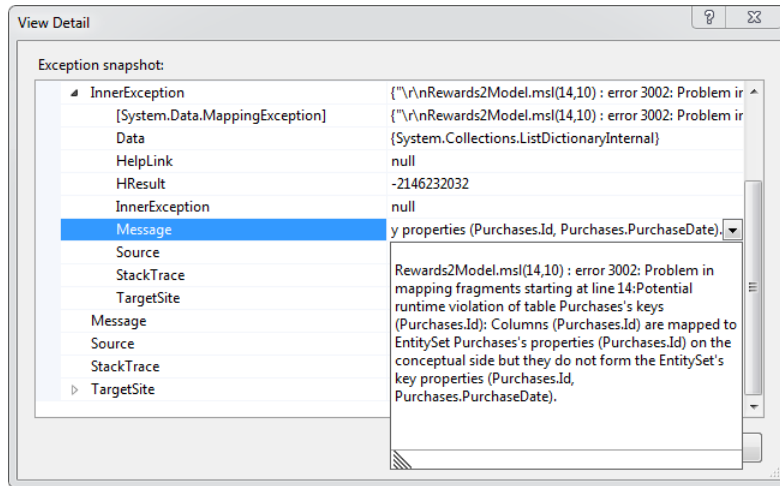 View Detail
Exception snapshot:
InnerException {"\r\nRewards2Model.msl(14,10) : error 3002: Problem in
[System.Data.MappingException] {"\r\nRewards2Model.msl(14,10) : error 3002: Problem in
Data {System.Collections.ListDictionaryInternal}
HelpLink null
HResult -2146232032
InnerException null
Message y properties (Purchases.Id, Purchases.PurchaseDate).
Source
StackTrace
TargetSite
Message
Source
StackTrace
TargetSite
Rewards2Model.msl(14,10) : error 3002: Problem in
mapping fragments starting at line 14:Potential
runtime violation of table Purchases's keys
(Purchases.Id): Columns (Purchases.Id) are mapped to
EntitySet Purchases's properties (Purchases.Id) on the
conceptual side but they do not form the EntitySet's
key properties (Purchases.Id,
Purchases.PurchaseDate).